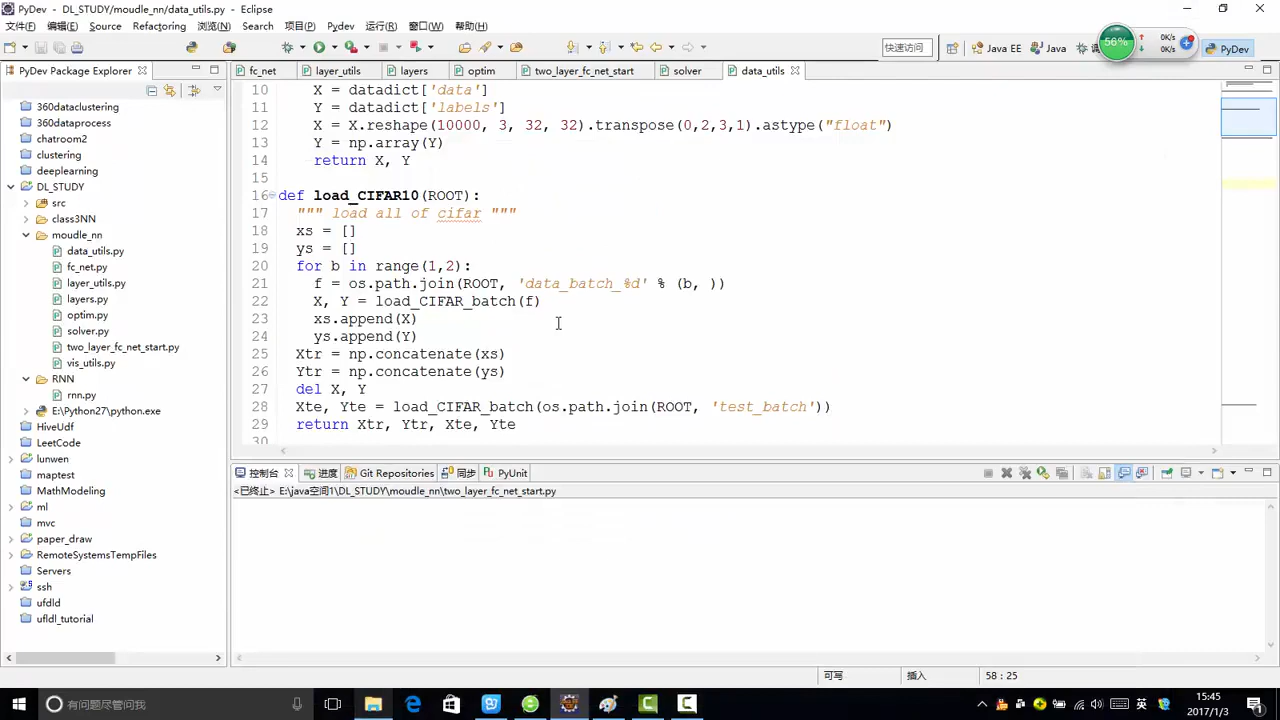 PyDev - DL_STUDY/moudle_nn/data_utils.py - Eclipse
文件(F) 编辑(E) Source Refactoring 浏览(N) Search 项目(P) Pydev 运行(R) 窗口(W) 帮助(H)
快速访问 Java EE Java PyDev
56% 0K/s
0K/s
PyDev Package Explorer
fc_net layer_utils layers optim two_layer_fc_net_start solver data_utils
360dataclustering
360dataprocess
chatroom2
clustering
deeplearning
DL_STUDY
src
class3NN
moudle_nn
data_utils.py
fc_net.py
layer_utils.py
layers.py
optim.py
solver.py
two_layer_fc_net_start.py
vis_utils.py
RNN
rnn.py
E:\Python27\python.exe
HiveUdf
LeetCode
lunwen
maptest
MathModeling
ml
mvc
paper_draw
RemoteSystemsTempFiles
Servers
ssh
ufdld
ufldl_tutorial
10 X = datadict['data']
11 Y = datadict['labels']
12 X = X.reshape(10000, 3, 32, 32).transpose(0,2,3,1).astype("float")
13 Y = np.array(Y)
14 return X, Y
15
16 def load_CIFAR10(ROOT):
17 """ load all of cifar """
18 xs = []
19 ys = []
20 for b in range(1,2):
21 f = os.path.join(ROOT, 'data_batch_%d' % (b, ))
22 X, Y = load_CIFAR_batch(f)
23 xs.append(X)
24 ys.append(Y)
25 Xtr = np.concatenate(xs)
26 Ytr = np.concatenate(ys)
27 del X, Y
28 Xte, Yte = load_CIFAR_batch(os.path.join(ROOT, 'test_batch'))
29 return Xtr, Ytr, Xte, Yte
30
控制台 进度 Git Repositories 同步 PyUnit
<已终止> E:\java空间1\DL_STUDY\moudle_nn\two_layer_fc_net_start.py
可写 插入 58 : 25
有问题尽管问我
英
15:45
2017/1/3